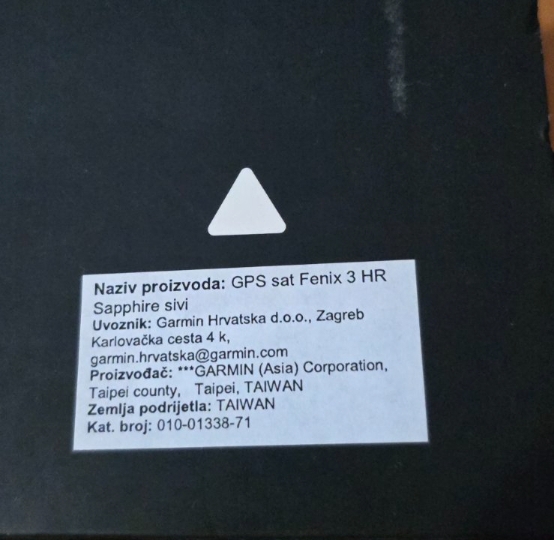 Naziv proizvoda: GPS sat Fenix 3 HR
Sapphire sivi
Uvoznik: Garmin Hrvatska d.o.o., Zagreb
Karlovačka cesta 4 k,
garmin.hrvatska@garmin.com
Proizvođač: ***GARMIN (Asia) Corporation,
Taipei county, Taipei, TAIWAN
Zemlja podrijetla: TAIWAN
Kat. broj: 010-01338-71